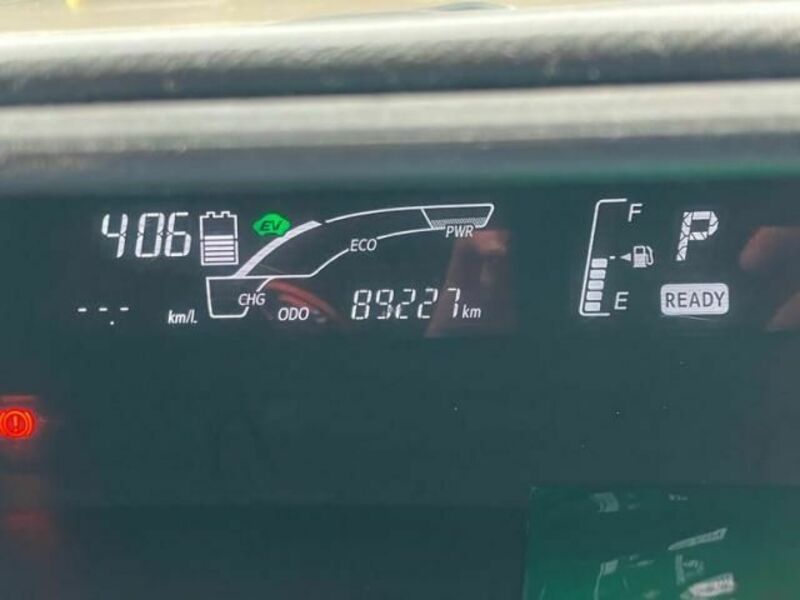 406 EV PWR F P
ECO
CHG E READY
--.- km/L ODO 89227 km